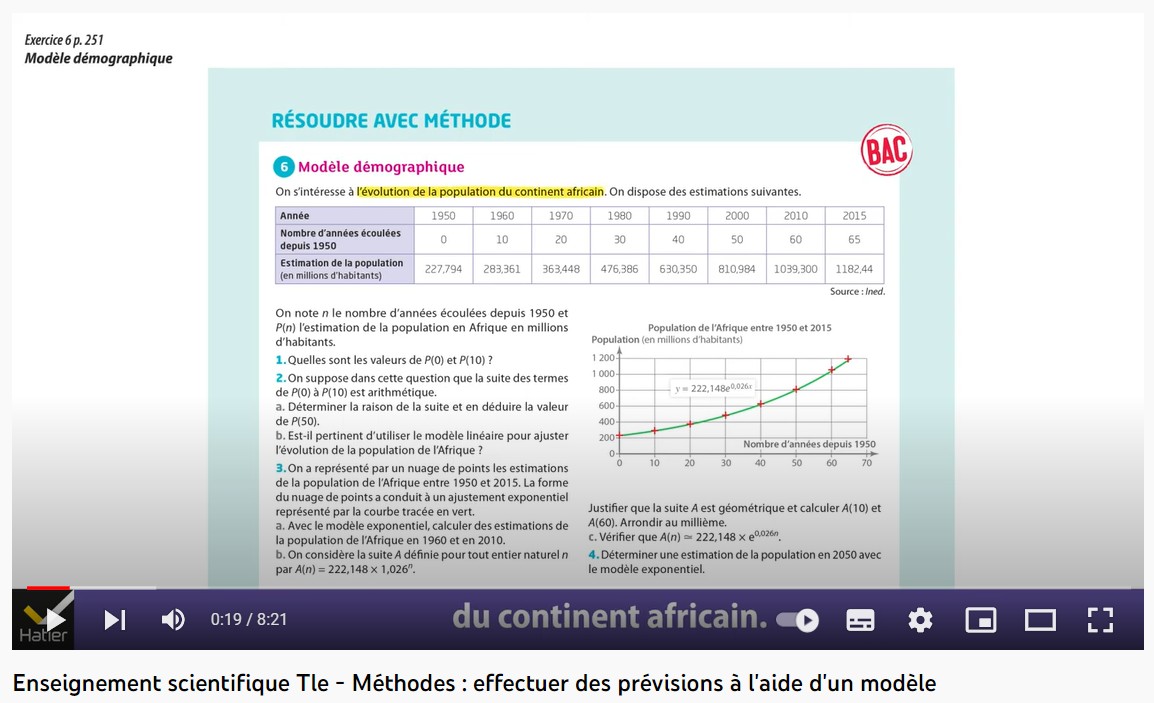 Exercice 6 p. 251
Modèle démographique
RÉSOUDRE AVEC MÉTHODE
BAC
6 Modèle démographique
On s'intéresse à l'évolution de la population du continent africain. On dispose des estimations suivantes.
Année 1950 1960 1970 1980 1990 2000 2010 2015
Nombre d'années écoulées
depuis 1950 0 10 20 30 40 50 60 65
Estimation de la population
(en millions d'habitants) 227,794 283,361 363,448 476,386 630,350 810,984 1039,300 1182,44
Source : Ined.
On note n le nombre d'années écoulées depuis 1950 et
P(n) l'estimation de la population en Afrique en millions
d'habitants.
1. Quelles sont les valeurs de P(0) et P(10) ?
2. On suppose dans cette question que la suite des termes
de P(0) à P(10) est arithmétique.
a. Déterminer la raison de la suite et en déduire la valeur
de P(50).
b. Est-il pertinent d'utiliser le modèle linéaire pour ajuster
l'évolution de la population de l'Afrique ?
3. On a représenté par un nuage de points les estimations
de la population de l'Afrique entre 1950 et 2015. La forme
du nuage de points a conduit à un ajustement exponentiel
représenté par la courbe tracée en vert.
a. Avec le modèle exponentiel, calculer des estimations de
la population de l'Afrique en 1960 et en 2010.
b. On considère la suite A définie pour tout entier naturel n
par A(n) = 222,148 × 1,026ⁿ.
Population de l'Afrique entre 1950 et 2015
Population (en millions d'habitants)
1 200
1 000
800
600
400
200
0
y = 222,148e^0,026x
Nombre d'années depuis 1950
0 10 20 30 40 50 60 70
Justifier que la suite A est géométrique et calculer A(10) et
A(60). Arrondir au millième.
c. Vérifier que A(n) ≃ 222,148 × e^0,026n.
4. Déterminer une estimation de la population en 2050 avec
le modèle exponentiel.
Hatier
0:19 / 8:21
du continent africain.
Enseignement scientifique Tle - Méthodes : effectuer des prévisions à l'aide d'un modèle